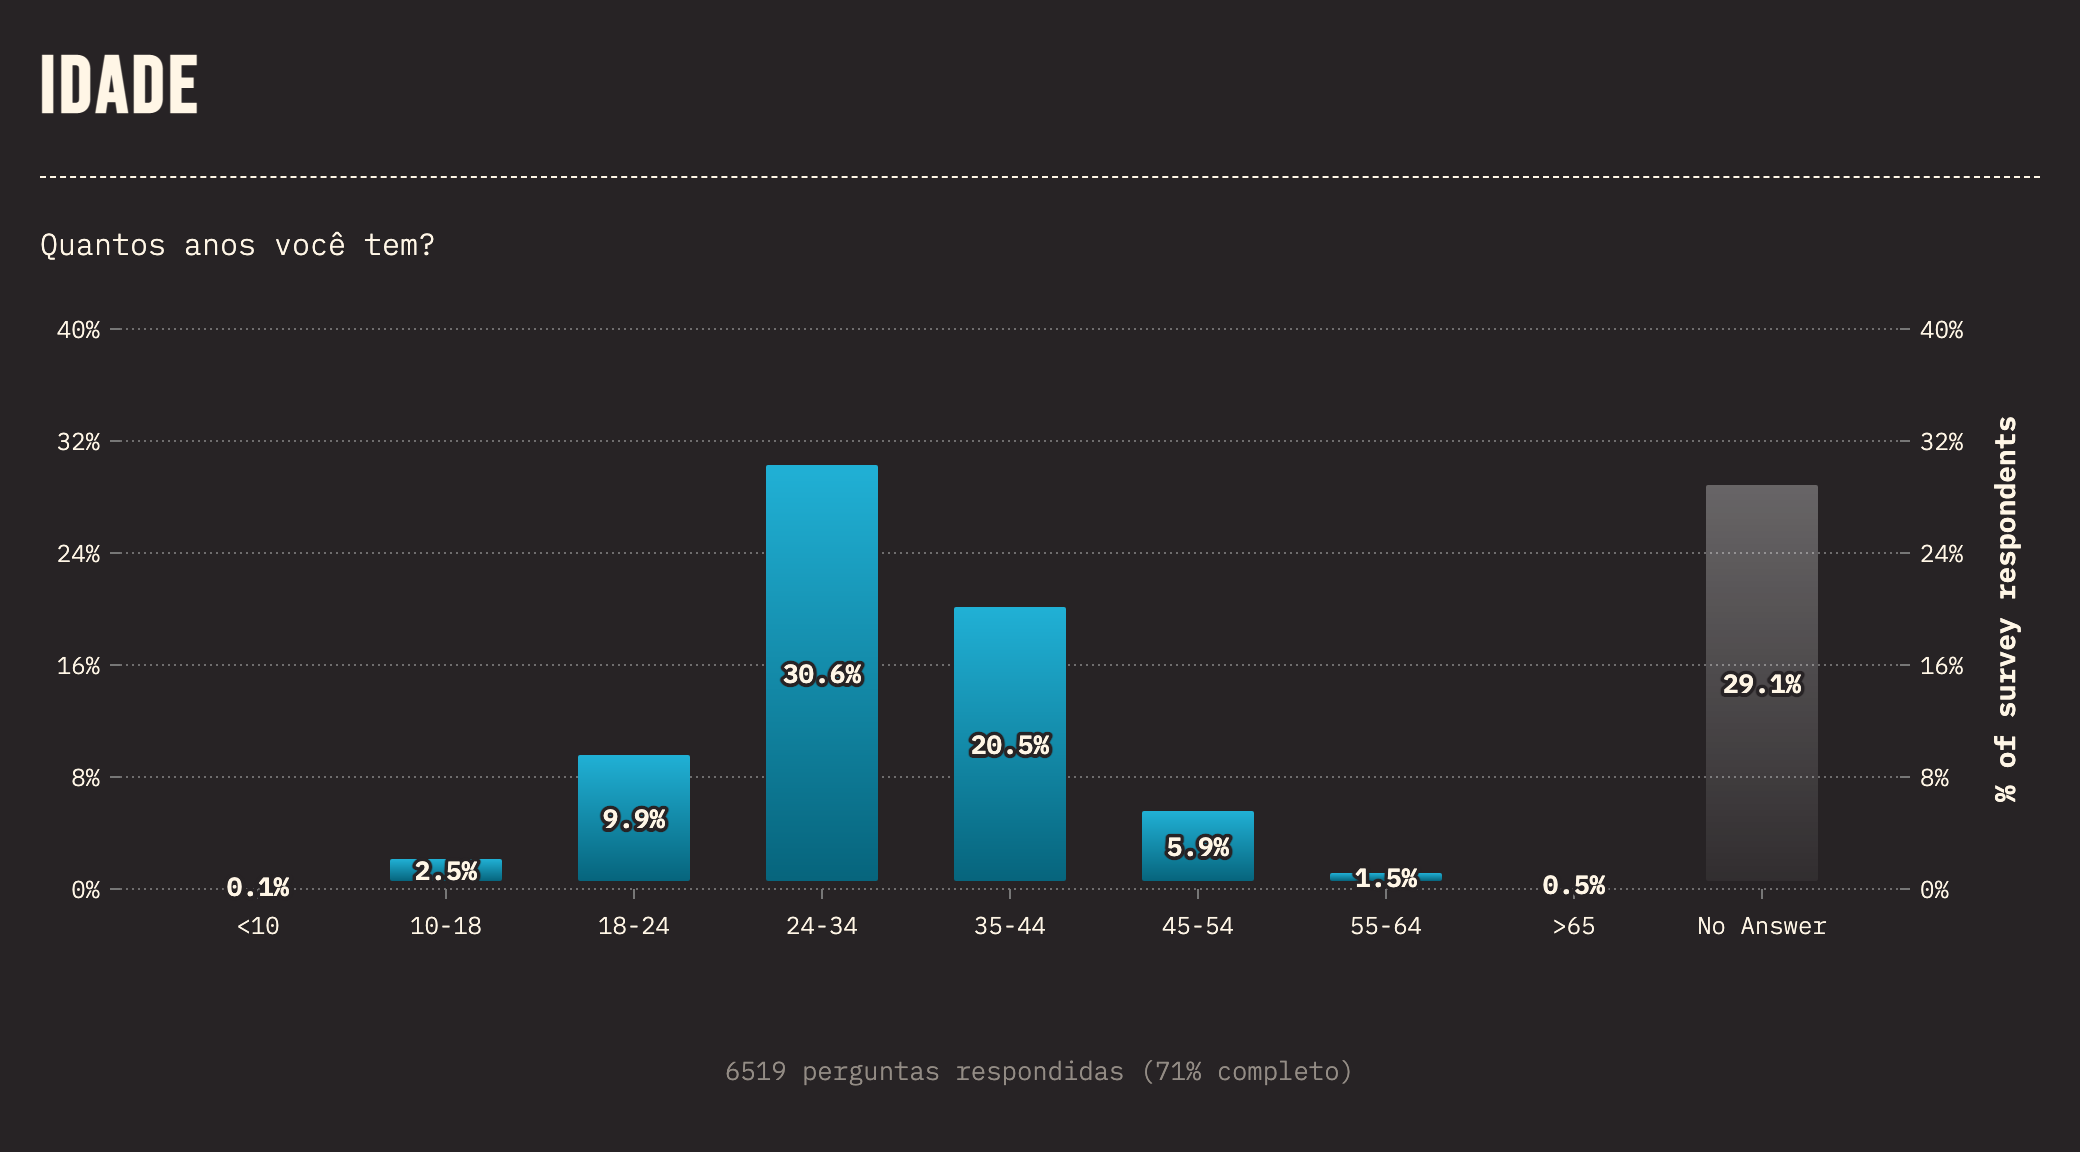 IDADE
Quantos anos você tem?
40% 40%
32% 32%
24% 24%
16% 16%
8% 8%
0% 0%
0.1% 2.5% 9.9% 30.6% 20.5% 5.9% 1.5% 0.5% 29.1%
<10 10-18 18-24 24-34 35-44 45-54 55-64 >65 No Answer
% of survey respoupeuts
6519 perguntas respondidas (71% completo)